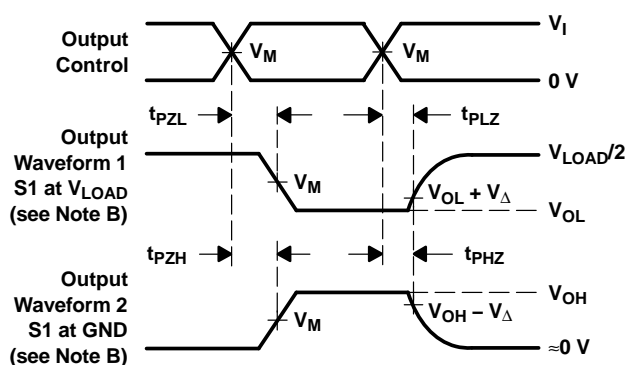 Output
Control
V_M
V_M
V_I
0 V
t_PZL
t_PLZ
Output
Waveform 1
S1 at V_LOAD
(see Note B)
V_M
V_LOAD/2
V_OL + V_Δ
V_OL
t_PZH
t_PHZ
Output
Waveform 2
S1 at GND
(see Note B)
V_M
V_OH
V_OH − V_Δ
≈0 V